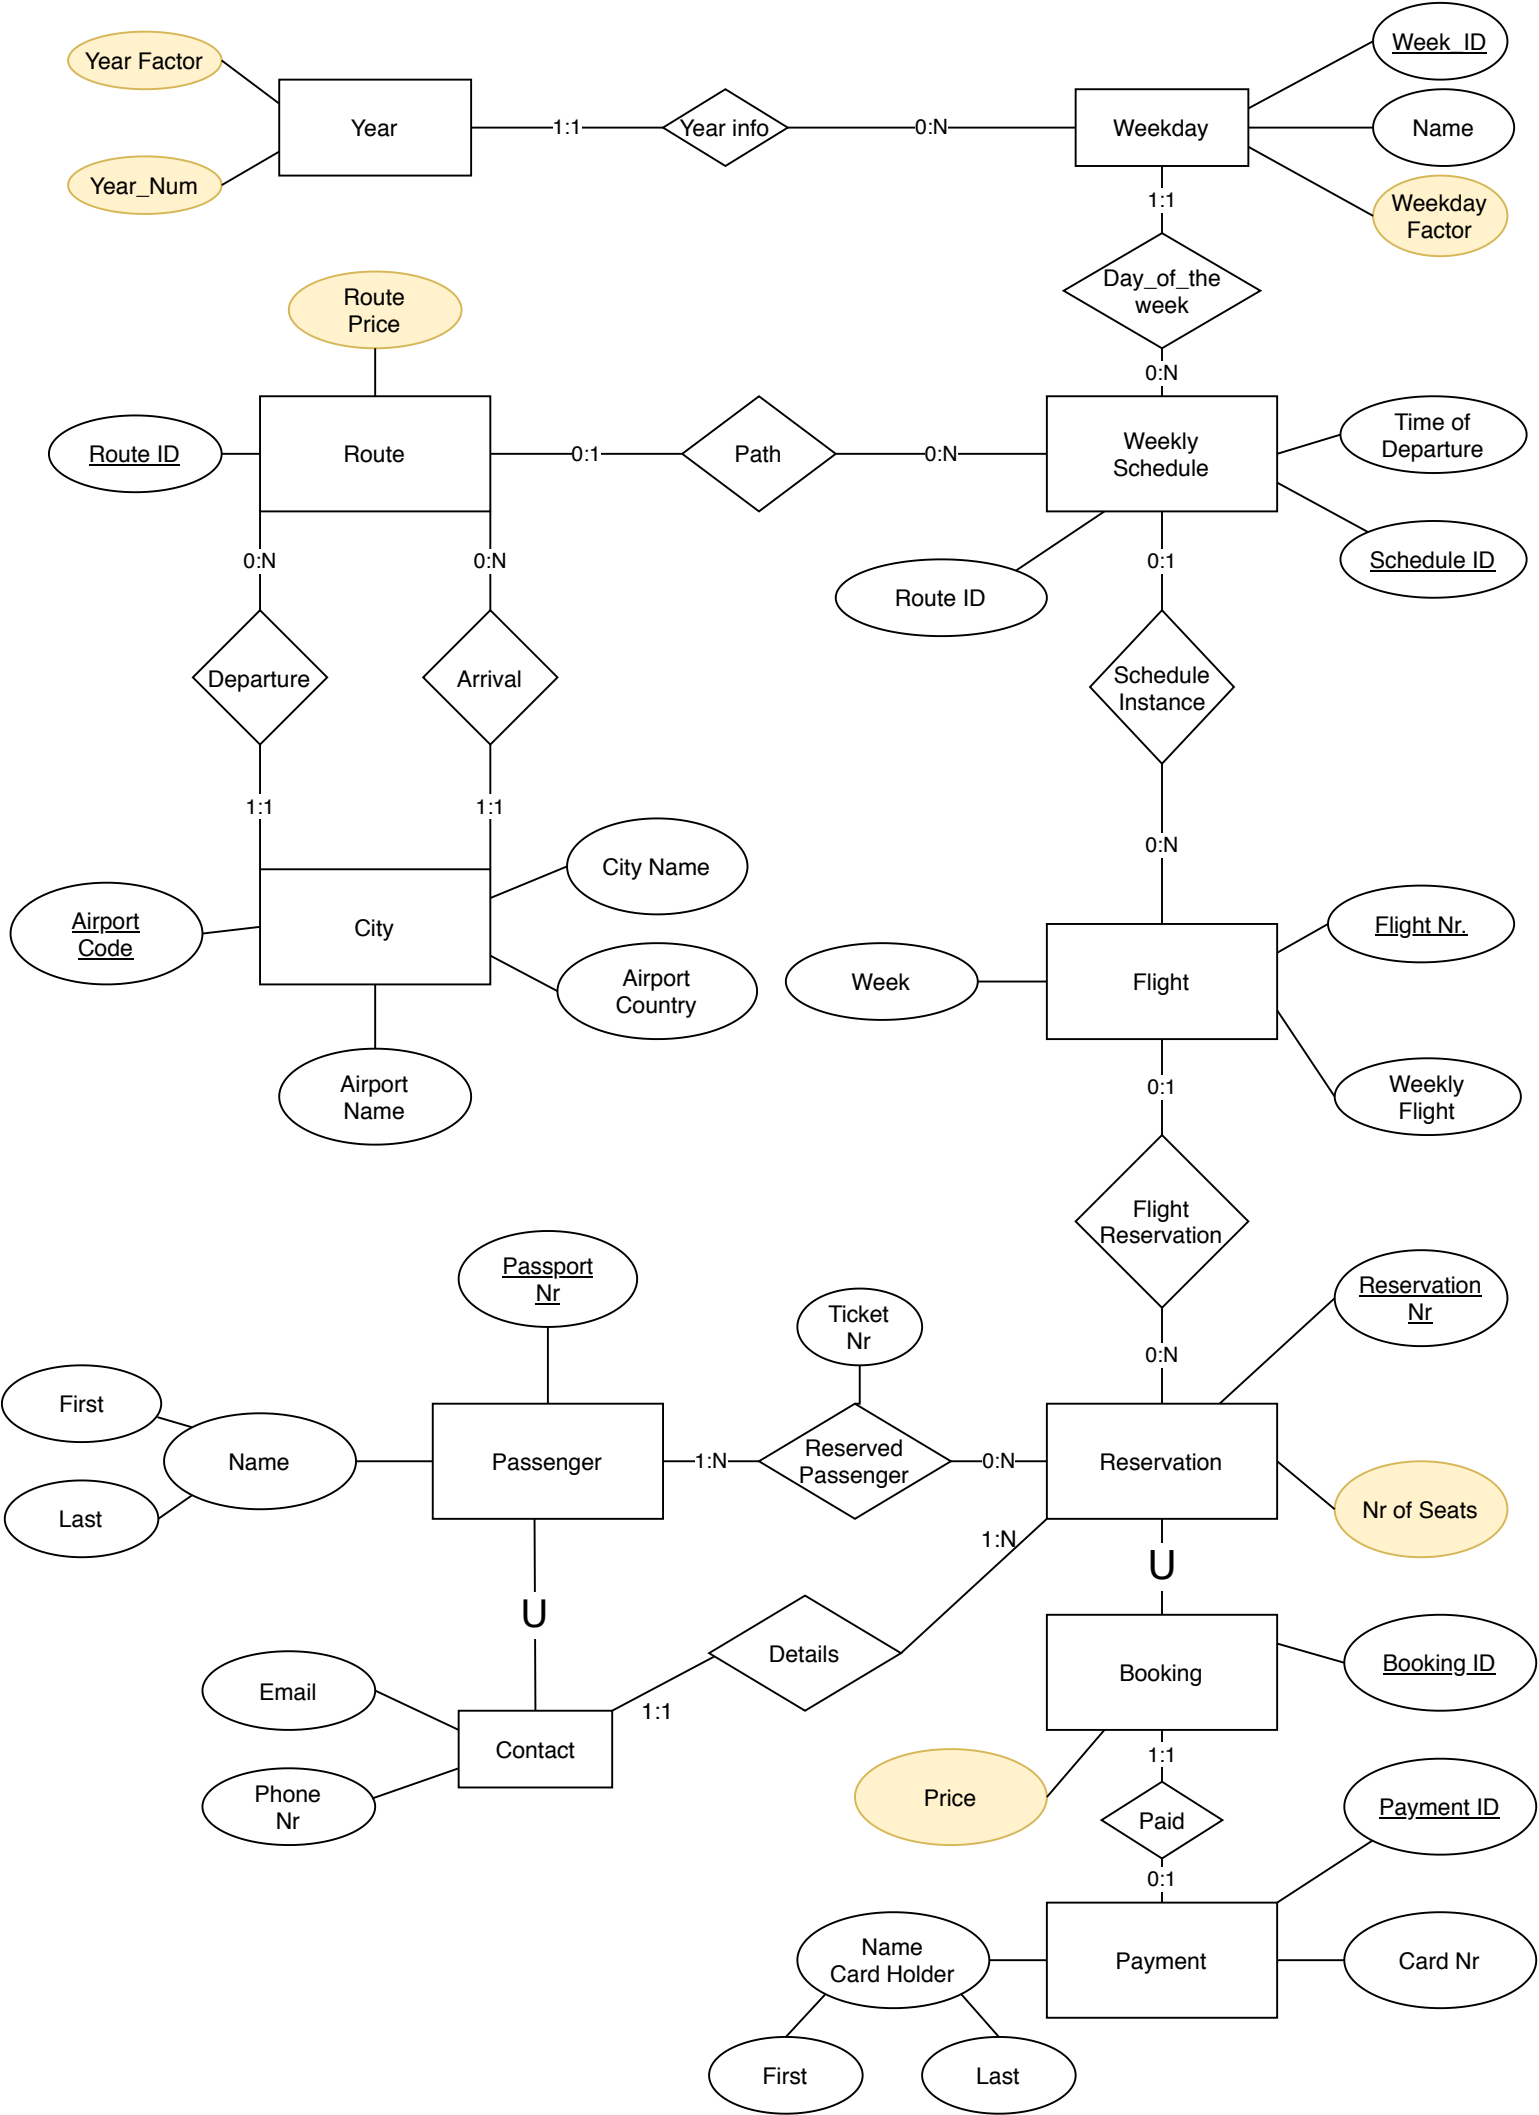 Week_ID
Year Factor
Year
1:1
Year info
0:N
Weekday
Name
Year_Num
Weekday
Factor
1:1
Day_of_the
week
0:N
Route
Price
Route ID
Route
0:1
Path
0:N
Weekly
Schedule
Time of
Departure
0:N
0:N
Route ID
0:1
Schedule ID
Departure
Arrival
Schedule
Instance
1:1
1:1
0:N
City Name
Airport
Code
City
Airport
Country
Airport
Name
Week
Flight
Flight Nr.
0:1
Weekly
Flight
Flight
Reservation
Passport
Nr
Ticket
Nr
0:N
Reservation
Nr
First
Name
Last
Passenger
1:N
Reserved
Passenger
0:N
Reservation
Nr of Seats
1:N
U
U
Details
Booking
Booking ID
Email
1:1
Contact
1:1
Phone
Nr
Price
Paid
Payment ID
0:1
Name
Card Holder
Payment
Card Nr
First
Last